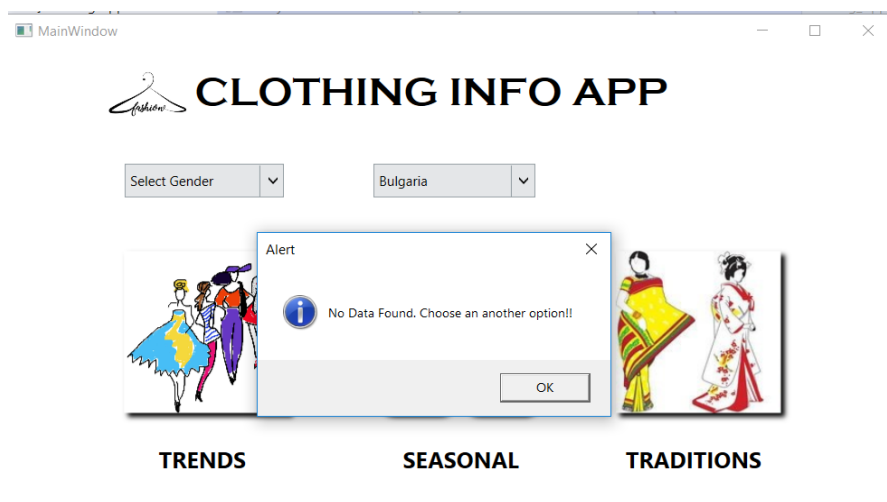 MainWindow
fashion
CLOTHING INFO APP
Select Gender
Bulgaria
Alert
No Data Found. Choose an another option!!
OK
TRENDS
SEASONAL
TRADITIONS